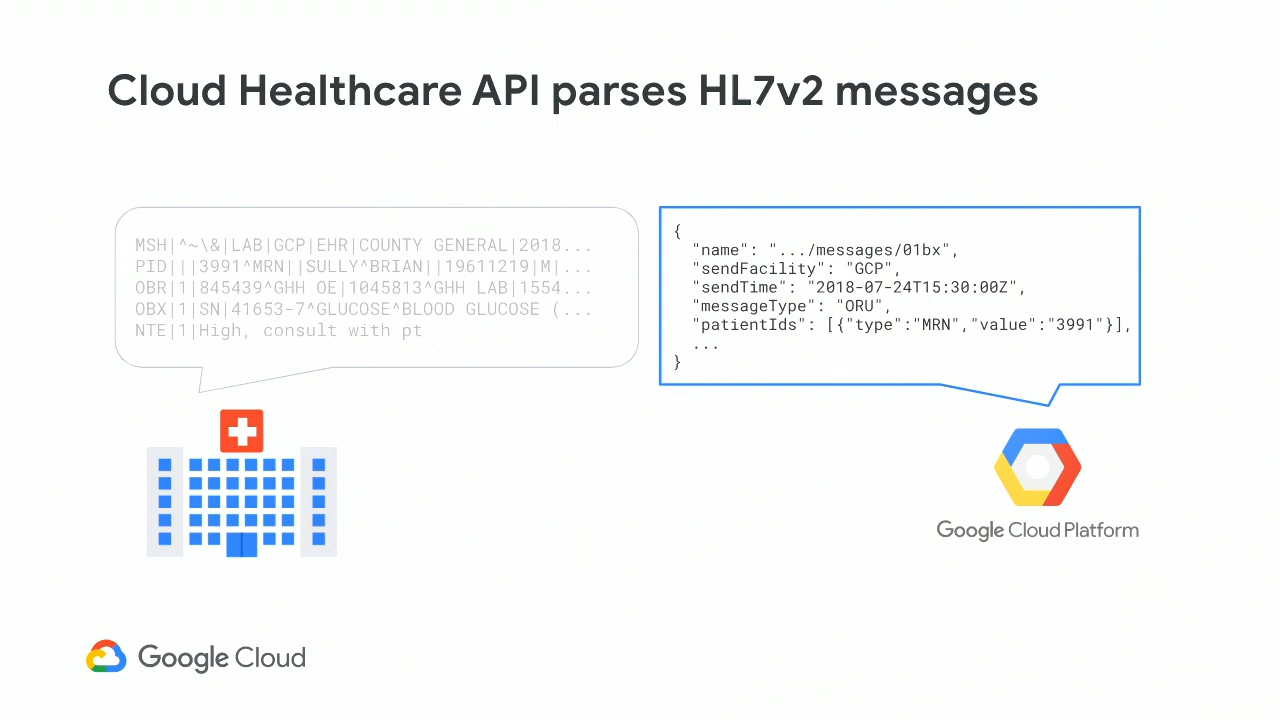 Cloud Healthcare API parses HL7v2 messages
MSH|^~\&|LAB|GCP|EHR|COUNTY GENERAL|2018...
PID|||3991^MRN||SULLY^BRIAN||19611219|M|...
OBR|1|845439^GHH OE|1045813^GHH LAB|1554...
OBX|1|SN|41653-7^GLUCOSE^BLOOD GLUCOSE (...
NTE|1|High, consult with pt
{
"name": ".../messages/01bx",
"sendFacility": "GCP",
"sendTime": "2018-07-24T15:30:00Z",
"messageType": "ORU",
"patientIds": [{"type":"MRN","value":"3991"}],
...
}
Google Cloud Platform
Google Cloud